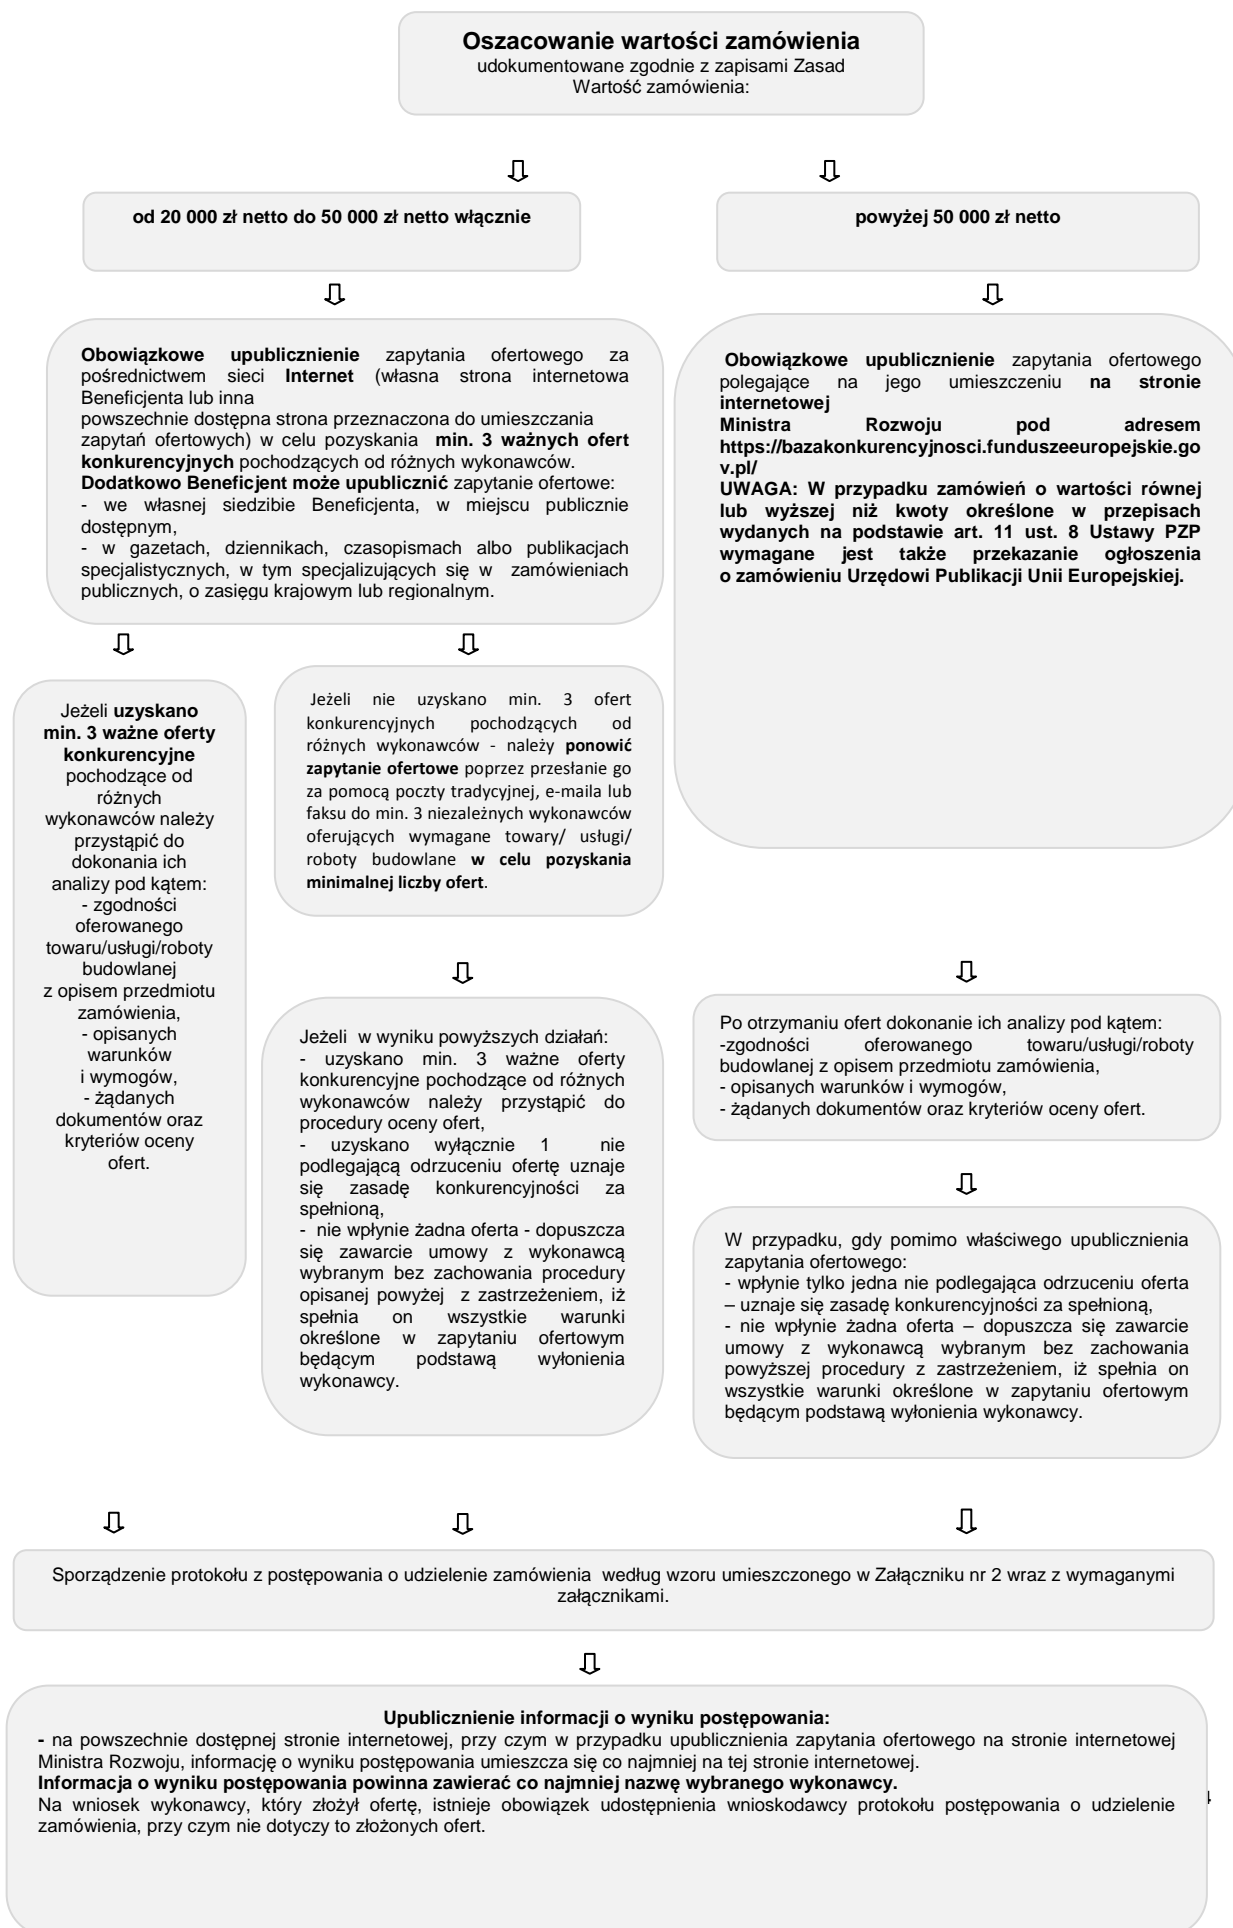 Oszacowanie wartości zamówienia
udokumentowane zgodnie z zapisami Zasad
Wartość zamówienia:
od 20 000 zł netto do 50 000 zł netto włącznie
powyżej 50 000 zł netto
Obowiązkowe upublicznienie zapytania ofertowego za
pośrednictwem sieci Internet (własna strona internetowa
Beneficjenta lub inna
powszechnie dostępna strona przeznaczona do umieszczania
zapytań ofertowych) w celu pozyskania min. 3 ważnych ofert
konkurencyjnych pochodzących od różnych wykonawców.
Dodatkowo Beneficjent może upublicznić zapytanie ofertowe:
- we własnej siedzibie Beneficjenta, w miejscu publicznie
dostępnym,
- w gazetach, dziennikach, czasopismach albo publikacjach
specjalistycznych, w tym specjalizujących się w zamówieniach
publicznych, o zasięgu krajowym lub regionalnym.
Obowiązkowe upublicznienie zapytania ofertowego
polegające na jego umieszczeniu na stronie
internetowej
Ministra Rozwoju pod adresem
https://bazakonkurencyjnosci.funduszeeuropejskie.go
v.pl/
UWAGA: W przypadku zamówień o wartości równej
lub wyższej niż kwoty określone w przepisach
wydanych na podstawie art. 11 ust. 8 Ustawy PZP
wymagane jest także przekazanie ogłoszenia
o zamówieniu Urzędowi Publikacji Unii Europejskiej.
Jeżeli uzyskano
min. 3 ważne oferty
konkurencyjne
pochodzące od
różnych
wykonawców należy
przystąpić do
dokonania ich
analizy pod kątem:
- zgodności
oferowanego
towaru/usługi/roboty
budowlanej
z opisem przedmiotu
zamówienia,
- opisanych
warunków
i wymogów,
- żądanych
dokumentów oraz
kryteriów oceny
ofert.
Jeżeli nie uzyskano min. 3 ofert
konkurencyjnych pochodzących od
różnych wykonawców - należy ponowić
zapytanie ofertowe poprzez przesłanie go
za pomocą poczty tradycyjnej, e-maila lub
faksu do min. 3 niezależnych wykonawców
oferujących wymagane towary/ usługi/
roboty budowlane w celu pozyskania
minimalnej liczby ofert.
Jeżeli w wyniku powyższych działań:
- uzyskano min. 3 ważne oferty
konkurencyjne pochodzące od różnych
wykonawców należy przystąpić do
procedury oceny ofert,
- uzyskano wyłącznie 1 nie
podlegającą odrzuceniu ofertę uznaje
się zasadę konkurencyjności za
spełnioną,
- nie wpłynie żadna oferta - dopuszcza
się zawarcie umowy z wykonawcą
wybranym bez zachowania procedury
opisanej powyżej z zastrzeżeniem, iż
spełnia on wszystkie warunki
określone w zapytaniu ofertowym
będącym podstawą wyłonienia
wykonawcy.
Po otrzymaniu ofert dokonanie ich analizy pod kątem:
-zgodności oferowanego towaru/usługi/roboty
budowlanej z opisem przedmiotu zamówienia,
- opisanych warunków i wymogów,
- żądanych dokumentów oraz kryteriów oceny ofert.
W przypadku, gdy pomimo właściwego upublicznienia
zapytania ofertowego:
- wpłynie tylko jedna nie podlegająca odrzuceniu oferta
– uznaje się zasadę konkurencyjności za spełnioną,
- nie wpłynie żadna oferta – dopuszcza się zawarcie
umowy z wykonawcą wybranym bez zachowania
powyższej procedury z zastrzeżeniem, iż spełnia on
wszystkie warunki określone w zapytaniu ofertowym
będącym podstawą wyłonienia wykonawcy.
Sporządzenie protokołu z postępowania o udzielenie zamówienia według wzoru umieszczonego w Załączniku nr 2 wraz z wymaganymi
załącznikami.
Upublicznienie informacji o wyniku postępowania:
- na powszechnie dostępnej stronie internetowej, przy czym w przypadku upublicznienia zapytania ofertowego na stronie internetowej
Ministra Rozwoju, informację o wyniku postępowania umieszcza się co najmniej na tej stronie internetowej.
Informacja o wyniku postępowania powinna zawierać co najmniej nazwę wybranego wykonawcy.
Na wniosek wykonawcy, który złożył ofertę, istnieje obowiązek udostępnienia wnioskodawcy protokołu postępowania o udzielenie
zamówienia, przy czym nie dotyczy to złożonych ofert.